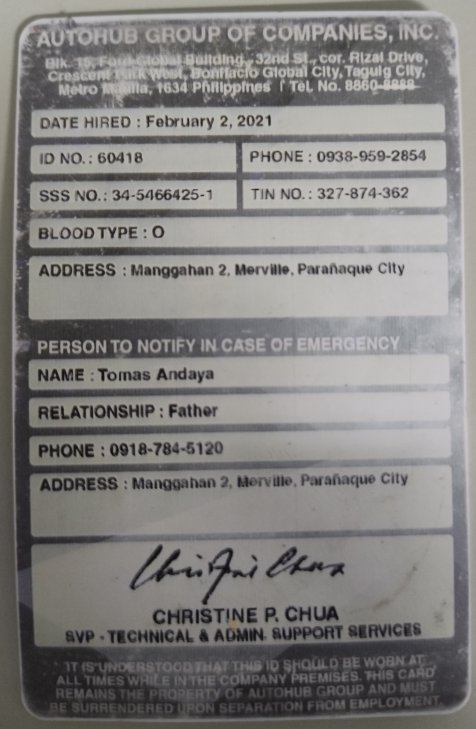 AUTOHUB GROUP OF COMPANIES, INC.
Blk. 15, Ford Global Building, 32nd St., cor. Rizal Drive,
Crescent Park West, Bonifacio Global City, Taguig City,
Metro Manila, 1634 Philippines | Tel. No. 8860-8888
DATE HIRED : February 2, 2021
ID NO. : 60418
PHONE : 0938-959-2854
SSS NO. : 34-5466425-1
TIN NO. : 327-874-362
BLOOD TYPE : O
ADDRESS : Manggahan 2, Merville, Parañaque City
PERSON TO NOTIFY IN CASE OF EMERGENCY
NAME : Tomas Andaya
RELATIONSHIP : Father
PHONE : 0918-784-5120
ADDRESS : Manggahan 2, Merville, Parañaque City
CHRISTINE P. CHUA
SVP - TECHNICAL & ADMIN. SUPPORT SERVICES
IT IS UNDERSTOOD THAT THIS ID SHOULD BE WORN AT
ALL TIMES WHILE IN THE COMPANY PREMISES. THIS CARD
REMAINS THE PROPERTY OF AUTOHUB GROUP AND MUST
BE SURRENDERED UPON SEPARATION FROM EMPLOYMENT.